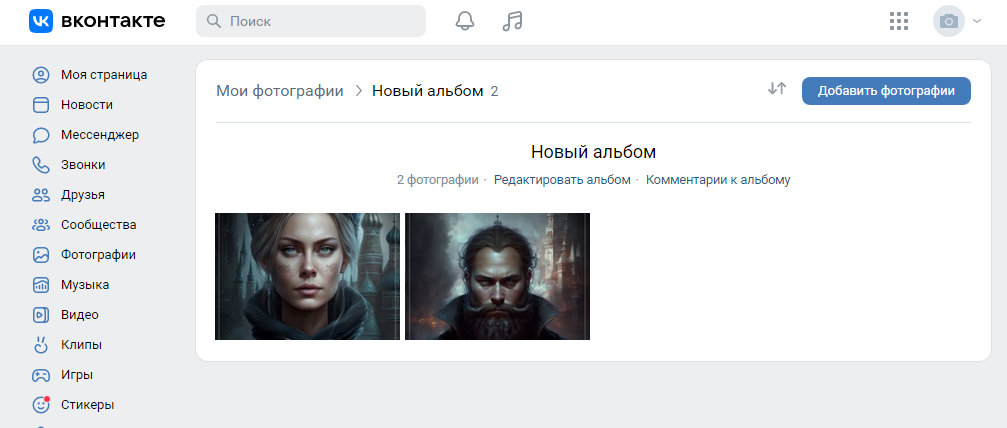 вконтакте
Поиск
Моя страница
Новости
Мессенджер
Звонки
Друзья
Сообщества
Фотографии
Музыка
Видео
Клипы
Игры
Стикеры
Мои фотографии > Новый альбом 2
Добавить фотографии
Новый альбом
2 фотографии · Редактировать альбом · Комментарии к альбому